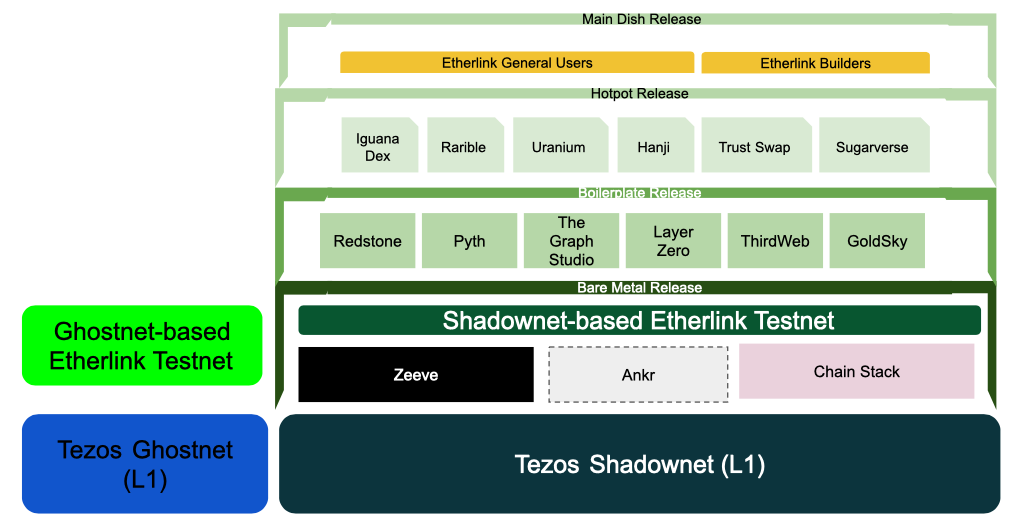 Main Dish Release
Etherlink General Users
Etherlink Builders
Hotpot Release
Iguana
Dex
Rarible
Uranium
Hanji
Trust Swap
Sugarverse
Boilerplate Release
Redstone
Pyth
The
Graph
Studio
Layer
Zero
ThirdWeb
GoldSky
Bare Metal Release
Ghostnet-based
Etherlink Testnet
Shadownet-based Etherlink Testnet
Zeeve
Ankr
Chain Stack
Tezos Ghostnet
(L1)
Tezos Shadownet (L1)